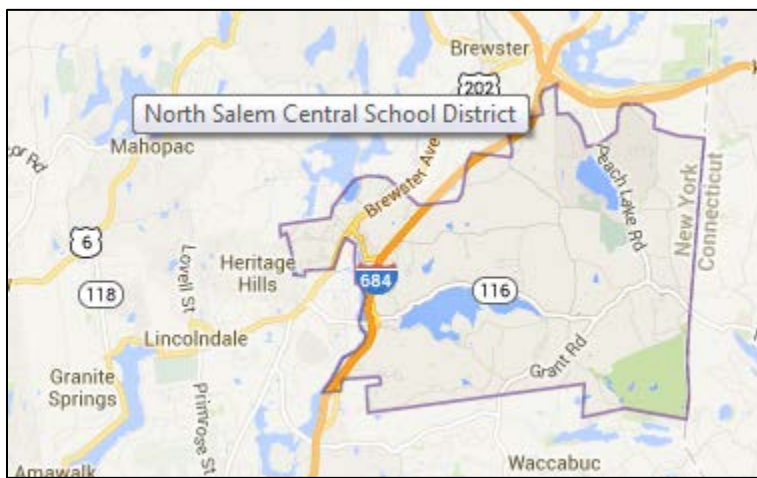 Brewster
202
North Salem Central School District
Mahopac
Peach Lake Rd
Brewster Ave
New York
Connecticut
6
Lovell St
Heritage
Hills
684
116
118
Lincolndale
Grant Rd
Granite
Springs
Primrose St
Waccabuc
Amawalk